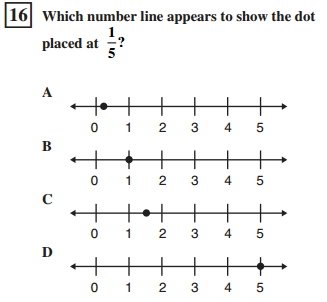 16 Which number line appears to show the dot
placed at 1/5?
A
0 1 2 3 4 5
B
0 1 2 3 4 5
C
0 1 2 3 4 5
D
0 1 2 3 4 5